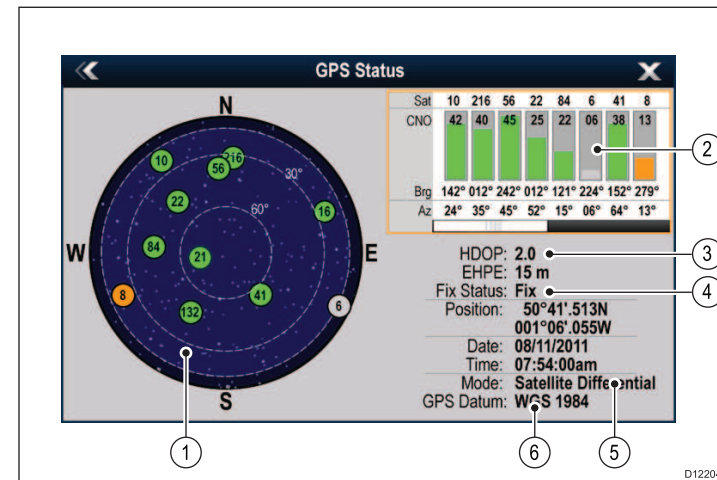 GPS Status
N
10
216
56
30°
22
16
60°
W
84
21
E
8
41
6
132
S
Sat 10 216 56 22 84 6 41 8
CNO 42 40 45 25 22 06 38 13
Brg 142° 012° 242° 012° 121° 224° 152° 279°
Az 24° 35° 45° 52° 15° 06° 64° 13°
HDOP: 2.0
EHPE: 15 m
Fix Status: Fix
Position: 50°41'.513N
001°06'.055W
Date: 08/11/2011
Time: 07:54:00am
Mode: Satellite Differential
GPS Datum: WGS 1984
2
3
4
1
6
5
D12204